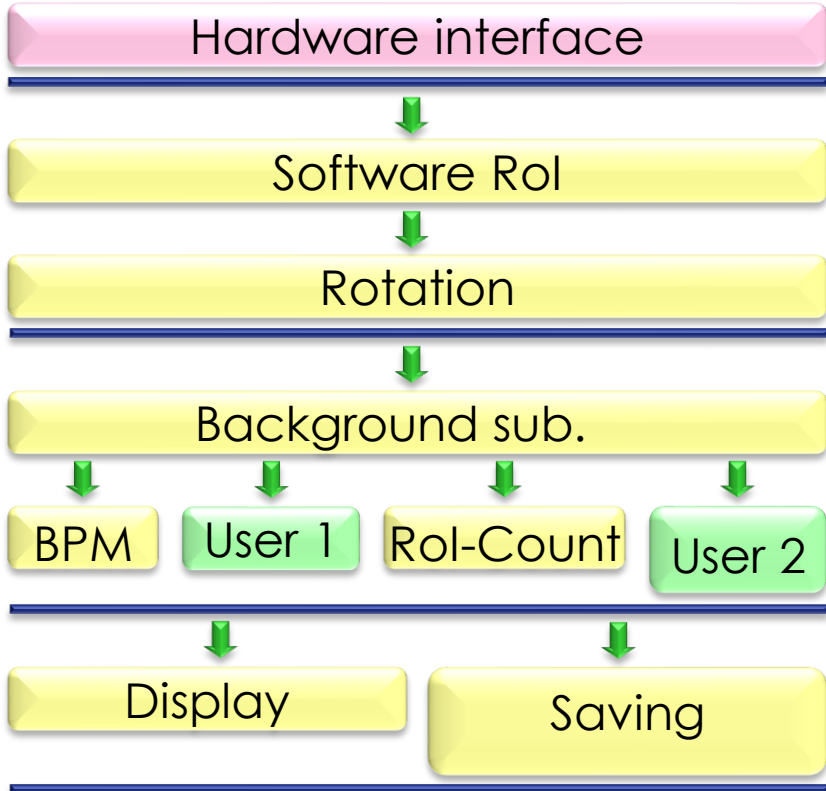 Hardware interface
Software RoI
Rotation
Background sub.
BPM
User 1
RoI-Count
User 2
Display
Saving